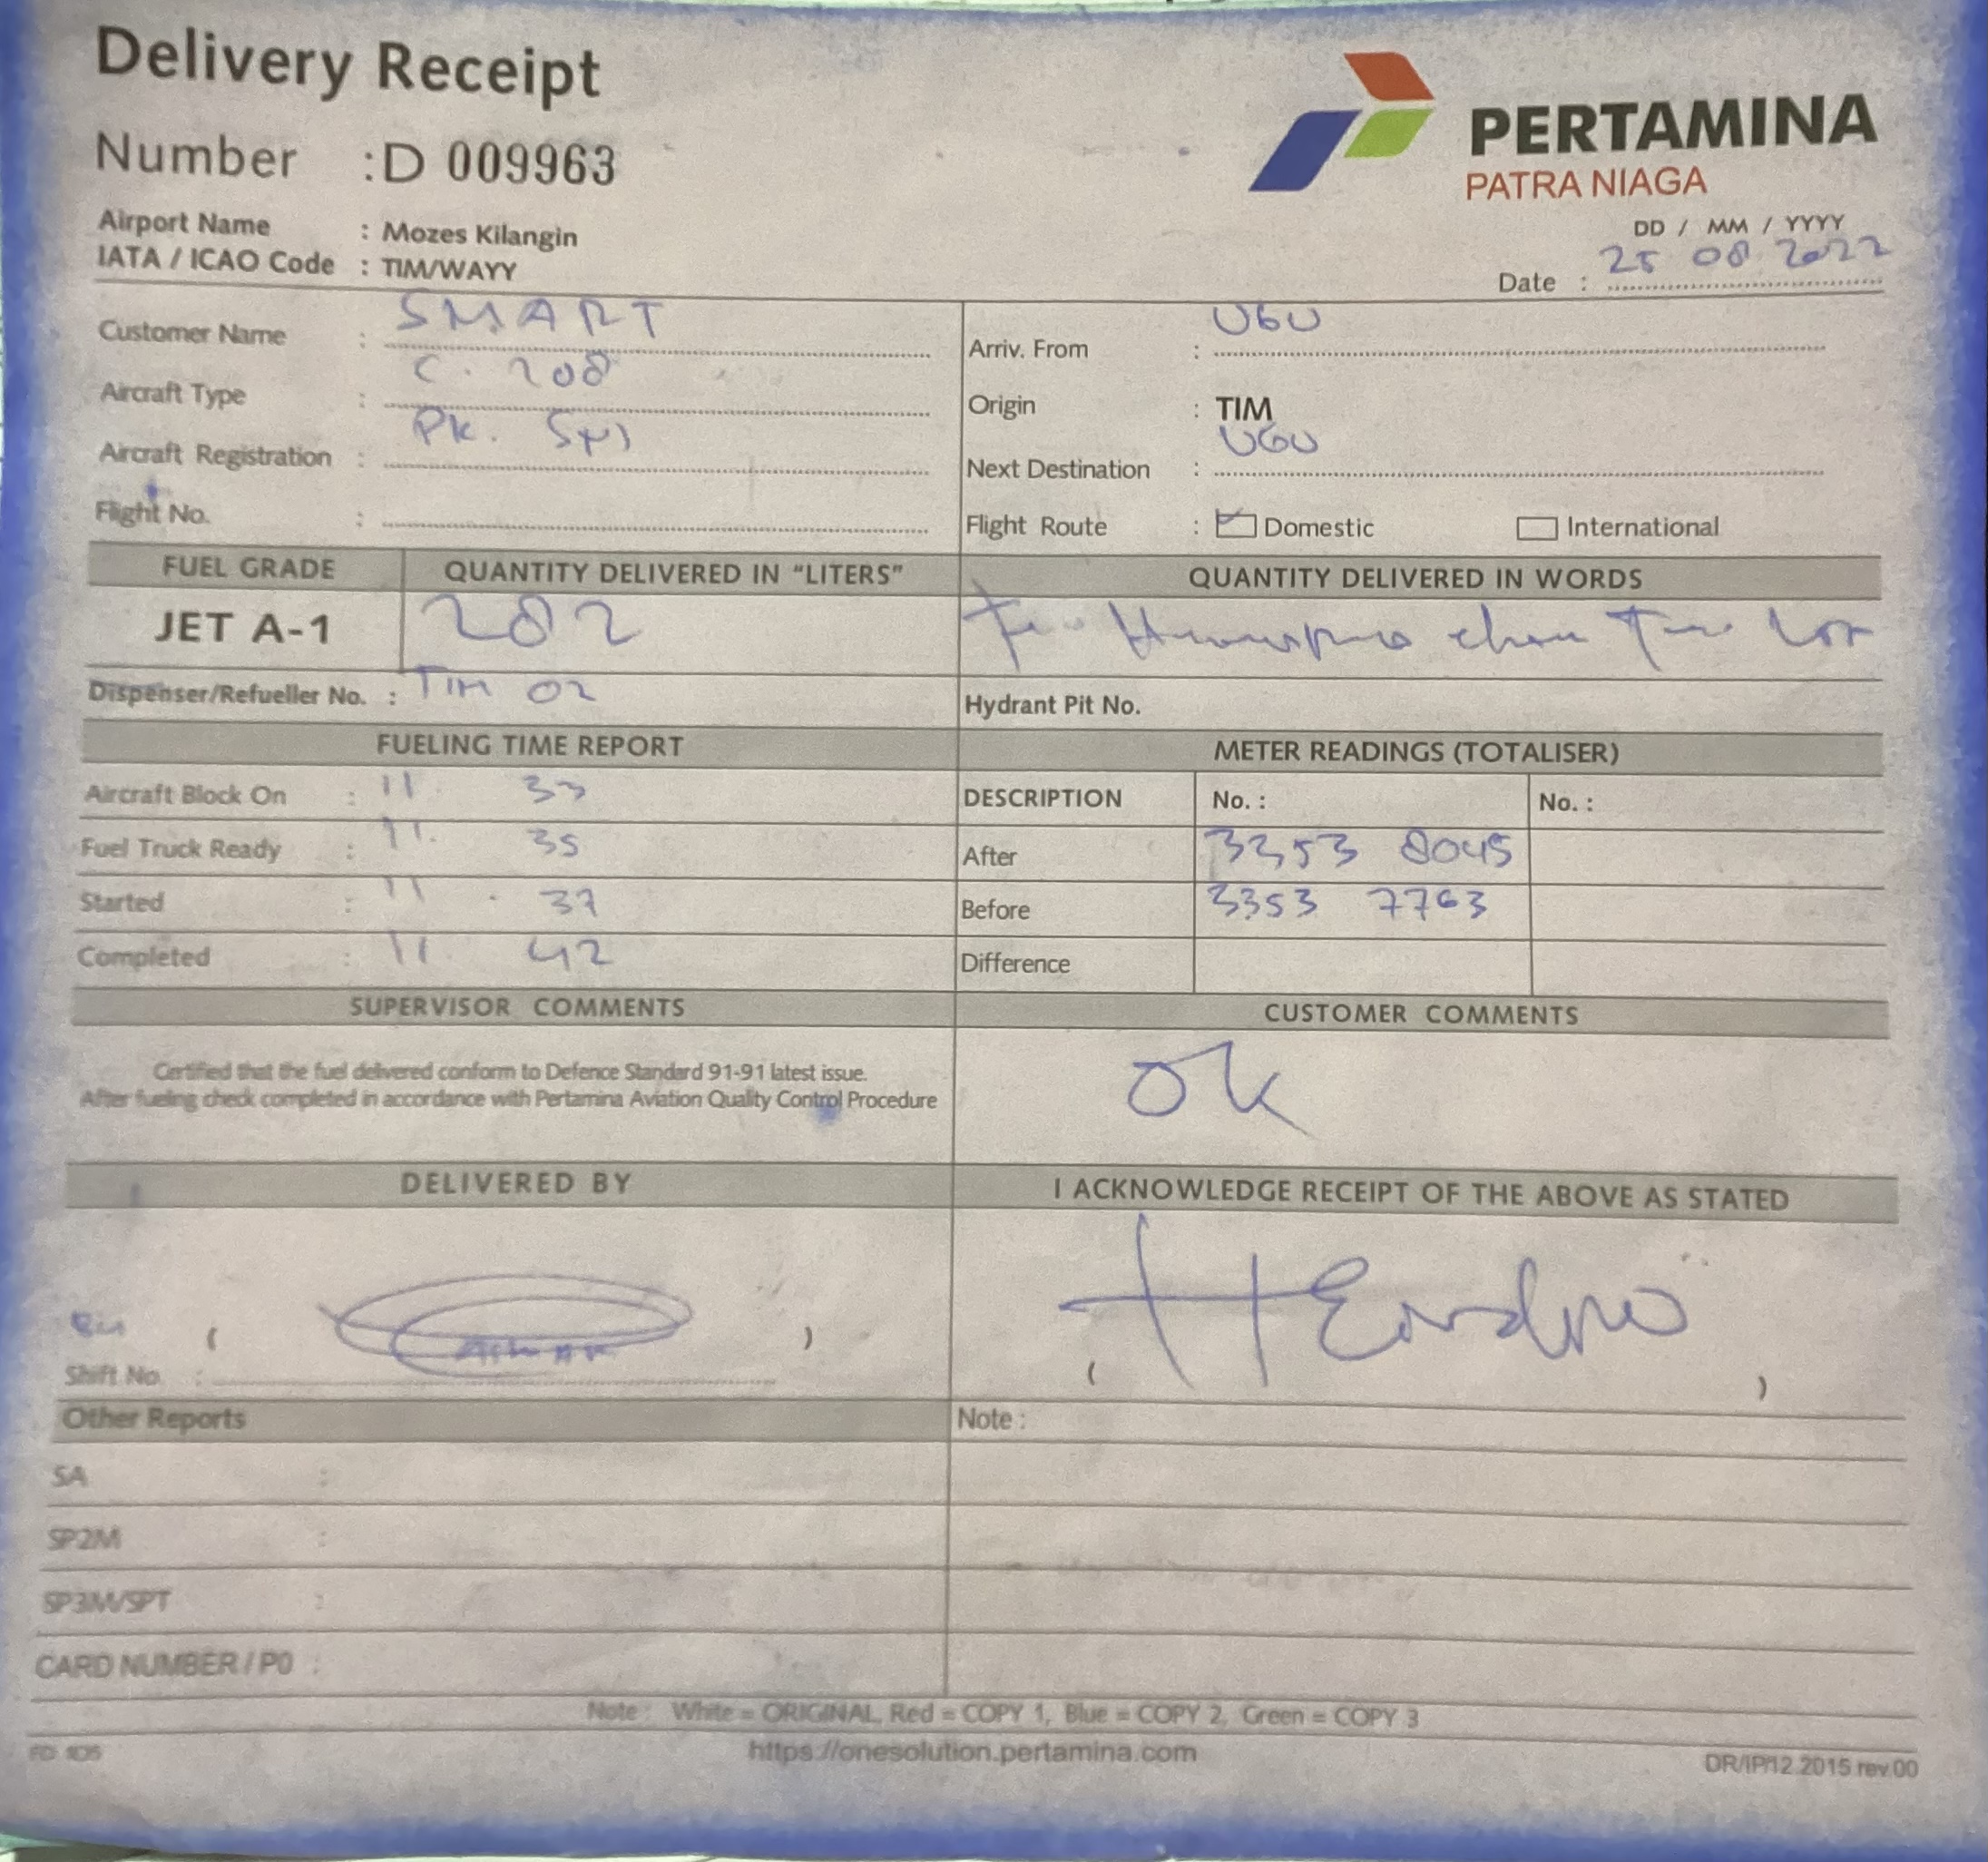 Delivery Receipt
Number : D 009963
PERTAMINA
PATRA NIAGA
Airport Name : Mozes Kilangin
IATA / ICAO Code : TIM/WAYY
DD / MM / YYYY
Date : 25 08 2022
Customer Name : SMART
Aircraft Type : C. 208
Aircraft Registration : PK.
Flight No. :
Arriv. From : UGU
Origin : TIM
Next Destination : UGU
Flight Route : Domestic International
FUEL GRADE QUANTITY DELIVERED IN “LITERS” QUANTITY DELIVERED IN WORDS
JET A-1 282
Dispenser/Refueller No. : TIM 02 Hydrant Pit No.
FUELING TIME REPORT METER READINGS (TOTALISER)
Aircraft Block On : 11. 33 DESCRIPTION No. : No. :
Fuel Truck Ready : 11. 35 After 3353 8045
Started : 11. 37 Before 3353 7763
Completed : 11. 42 Difference
SUPERVISOR COMMENTS CUSTOMER COMMENTS
Certified that the fuel delivered conform to Defence Standard 91-91 latest issue.
After fueling check completed in accordance with Pertamina Aviation Quality Control Procedure
OK
DELIVERED BY I ACKNOWLEDGE RECEIPT OF THE ABOVE AS STATED
( ) ( )
Shift No. :
Other Reports Note :
SA :
SP2M :
SP3M/SPT :
CARD NUMBER / PO :
Note : White = ORIGINAL, Red = COPY 1, Blue = COPY 2, Green = COPY 3
https://onesolution.pertamina.com
DR/IP/12.2015 rev.00